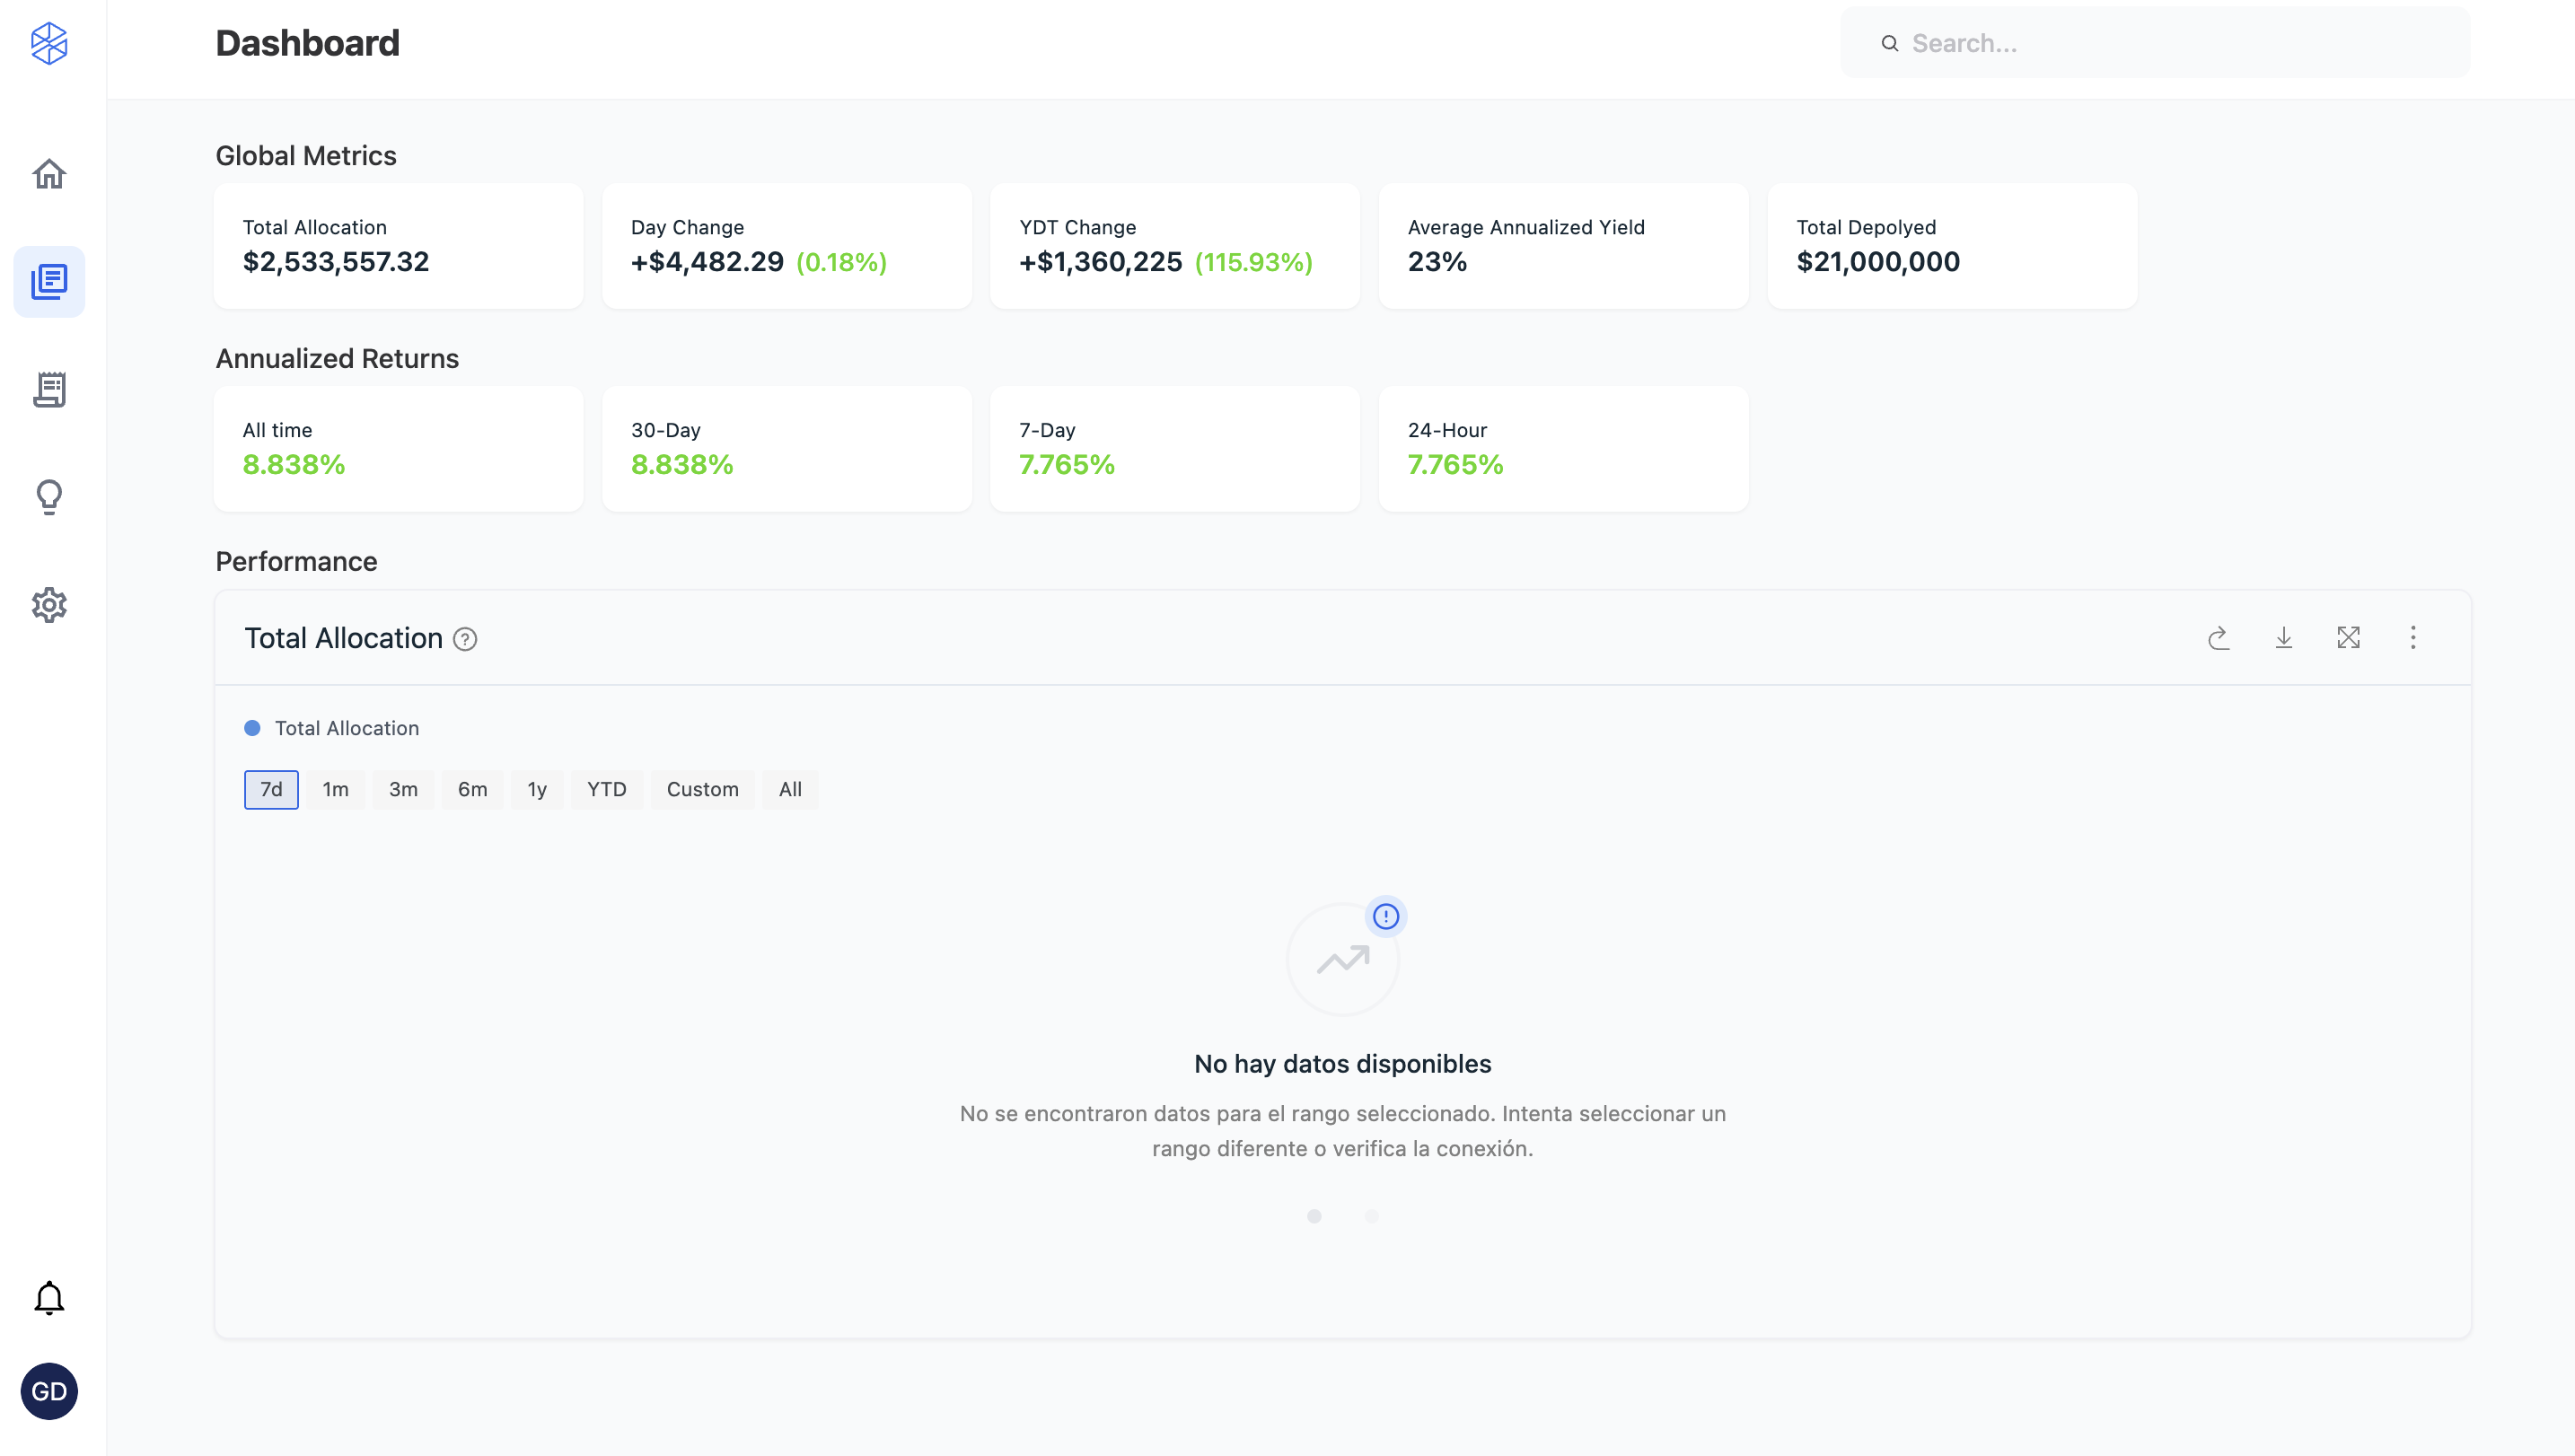 Dashboard
Search...
Global Metrics
Total Allocation
$2,533,557.32
Day Change
+$4,482.29 (0.18%)
YDT Change
+$1,360,225 (115.93%)
Average Annualized Yield
23%
Total Depolyed
$21,000,000
Annualized Returns
All time
8.838%
30-Day
8.838%
7-Day
7.765%
24-Hour
7.765%
Performance
Total Allocation
Total Allocation
7d 1m 3m 6m 1y YTD Custom All
No hay datos disponibles
No se encontraron datos para el rango seleccionado. Intenta seleccionar un
rango diferente o verifica la conexión.
GD